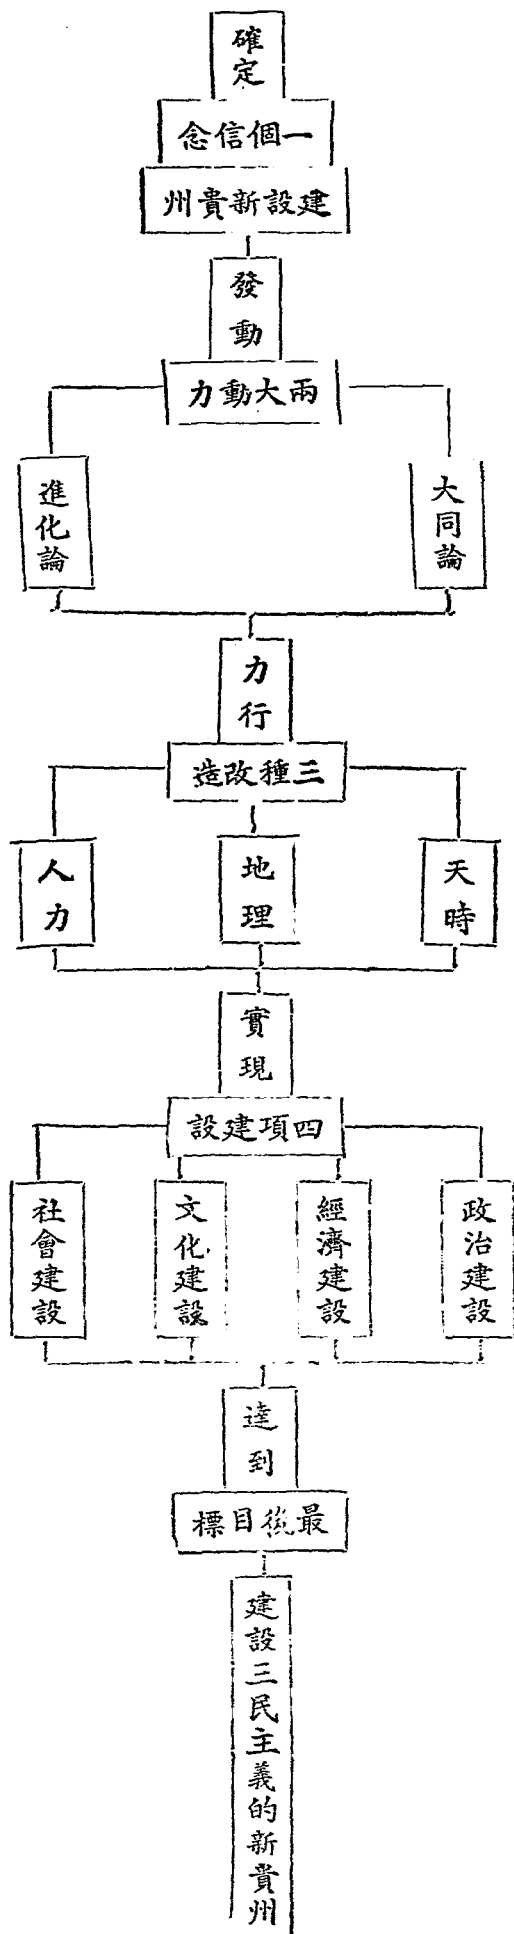 確定
一個信念
建設新貴州
發動
兩大動力
大同論
進化論
力行
三種改造
天時
地理
人力
實現
四項建設
政治建設
經濟建設
文化建設
社會建設
達到
最後目標
建設三民主義的新貴州